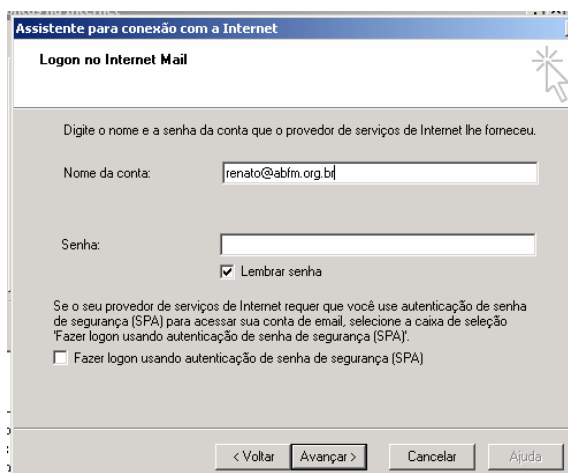 Assistente para conexão com a Internet
Logon no Internet Mail
Digite o nome e a senha da conta que o provedor de serviços de Internet lhe forneceu.
Nome da conta:
renato@abfm.org.br
Senha:
Lembrar senha
Se o seu provedor de serviços de Internet requer que você use autenticação de senha
de segurança (SPA) para acessar sua conta de email, selecione a caixa de seleção
'Fazer logon usando autenticação de senha de segurança (SPA)'.
Fazer logon usando autenticação de senha de segurança (SPA)
< Voltar
Avançar >
Cancelar
Ajuda